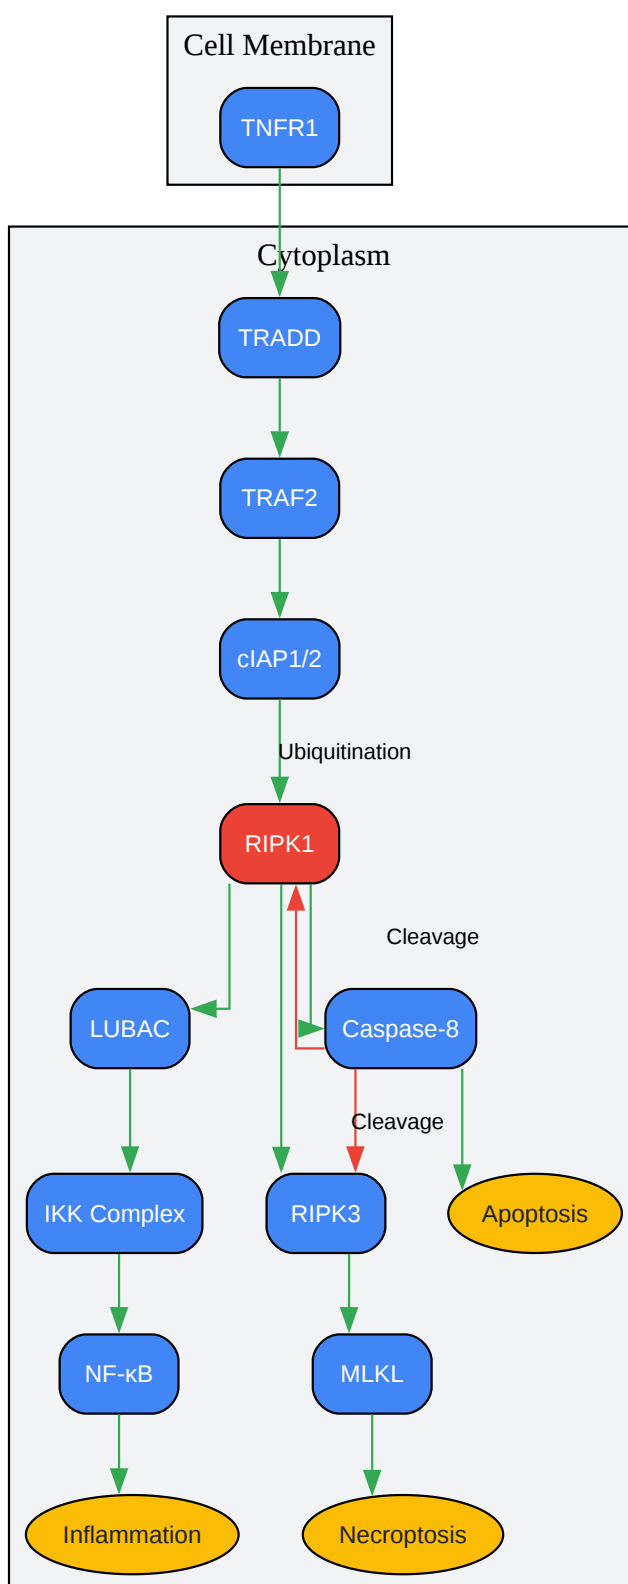 Cell Membrane
TNFR1
Cytoplasm
TRADD
TRAF2
cIAP1/2
Ubiquitination
RIPK1
Cleavage
LUBAC
Caspase-8
Cleavage
IKK Complex
RIPK3
Apoptosis
NF-κB
MLKL
Inflammation
Necroptosis